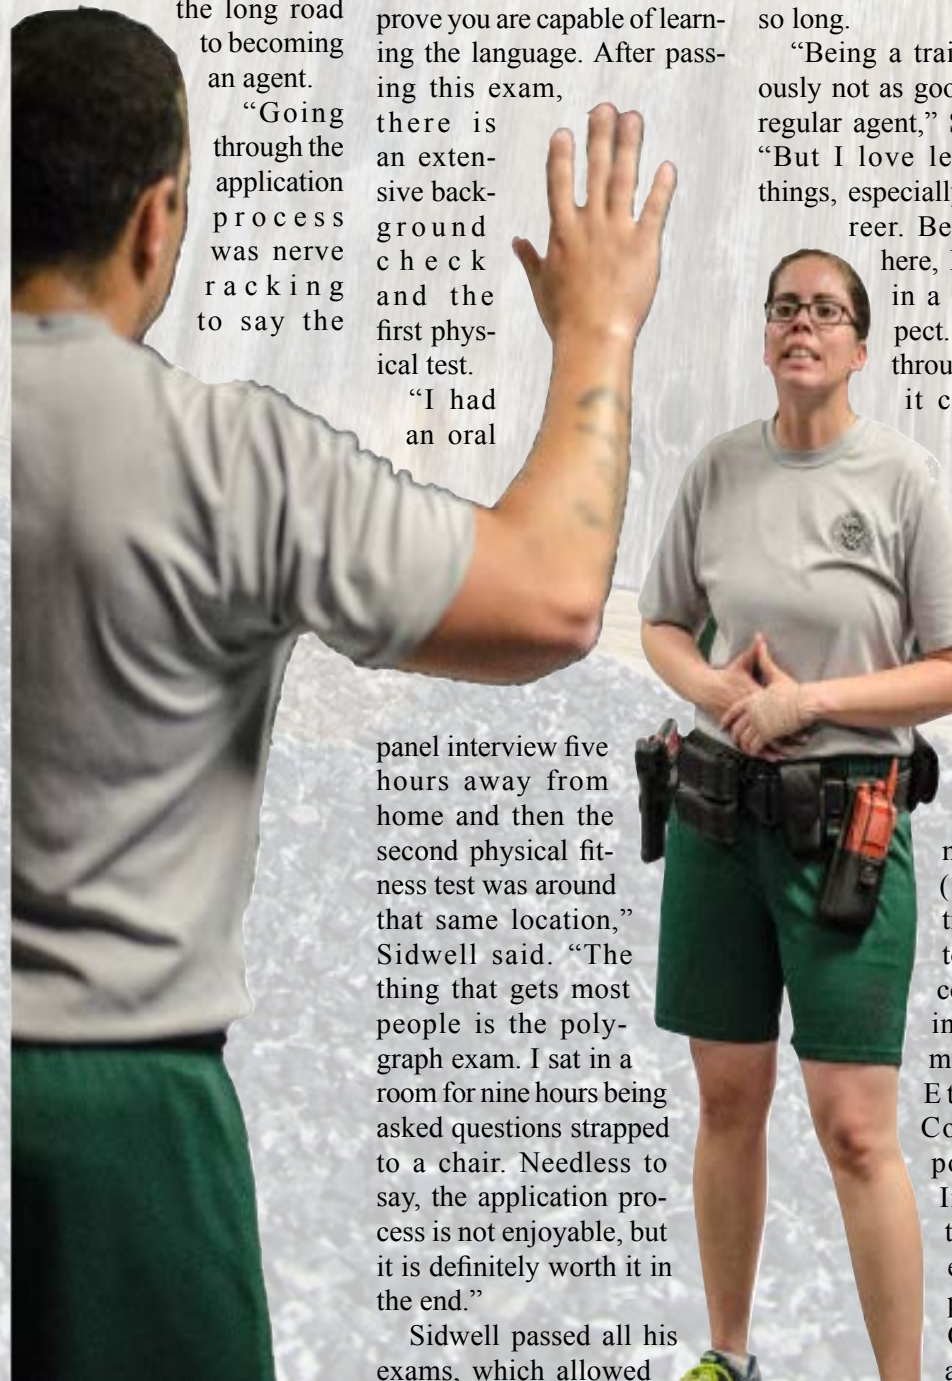 the long road
to becoming
an agent.
“Going
through the
application
process
was nerve
racking
to say the
prove you are capable of learn-
ing the language. After pass-
ing this exam,
there is
an exten-
sive back-
ground
check
and the
first phys-
ical test.
“I had
an oral
panel interview five
hours away from
home and then the
second physical fit-
ness test was around
that same location,”
Sidwell said. “The
thing that gets most
people is the poly-
graph exam. I sat in a
room for nine hours being
asked questions strapped
to a chair. Needless to
say, the application pro-
cess is not enjoyable, but
it is definitely worth it in
the end.”
Sidwell passed all his
exams, which allowed
so long.
“Being a
ously not as
regular agent,”
“But I love
things,
reer.
here,
in a
pect.
it